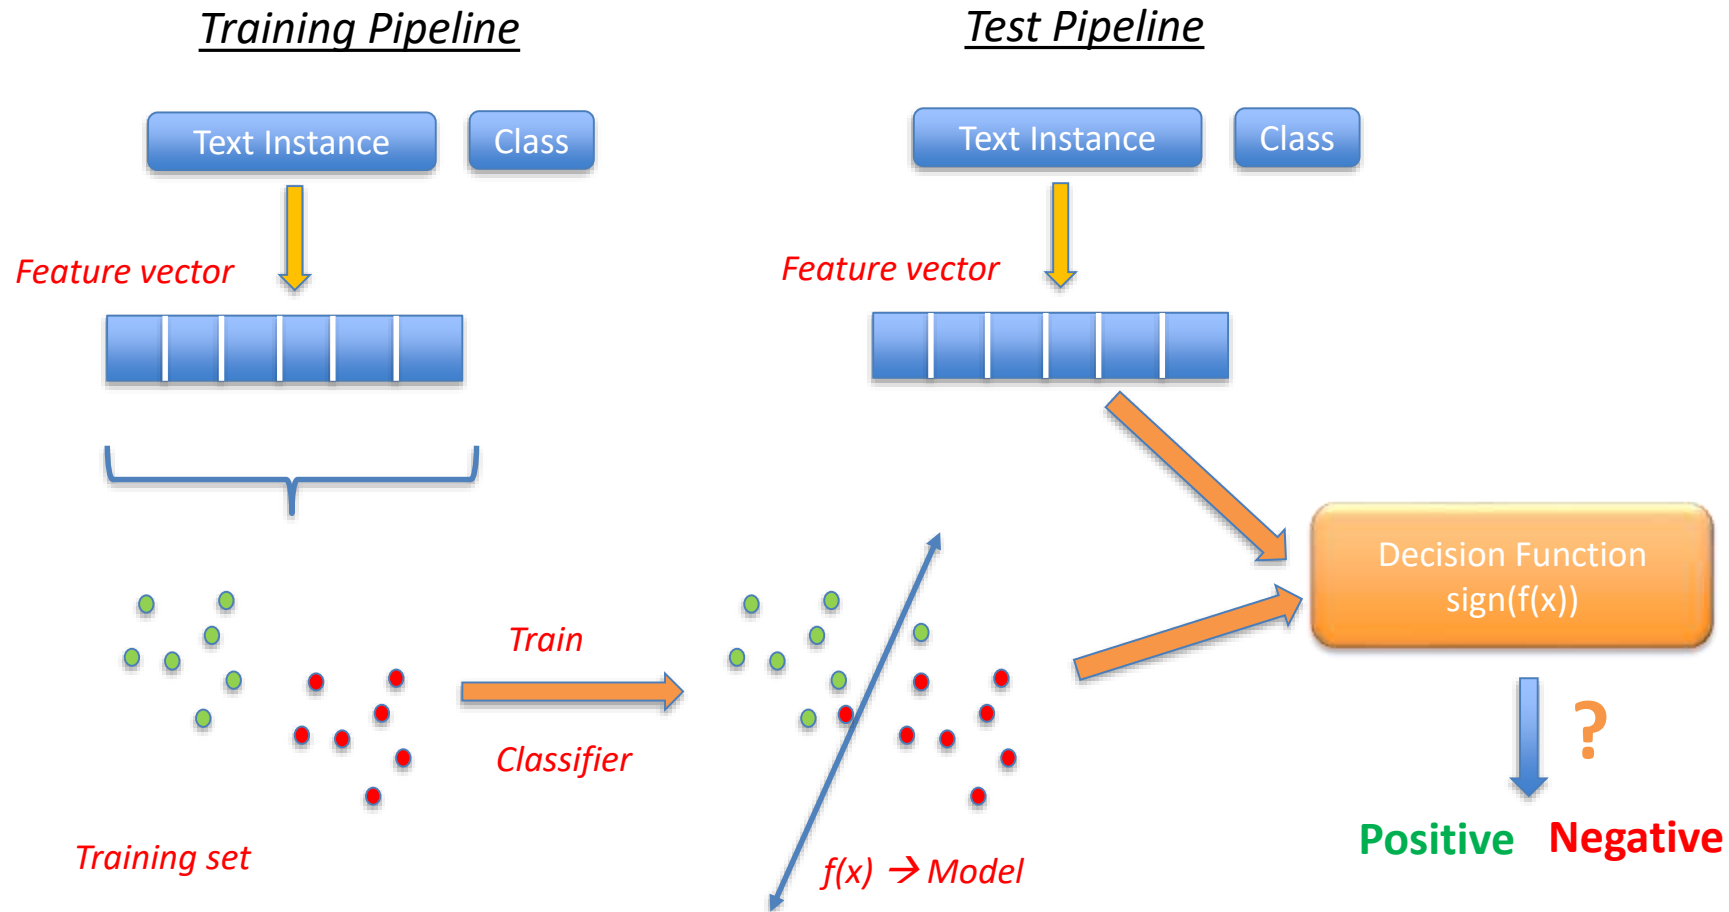 Training Pipeline
Text Instance
Class
Feature vector
Train
Classifier
Training set
Test Pipeline
Text Instance
Class
Feature vector
f(x) → Model
Decision Function
sign(f(x))
?
Positive Negative